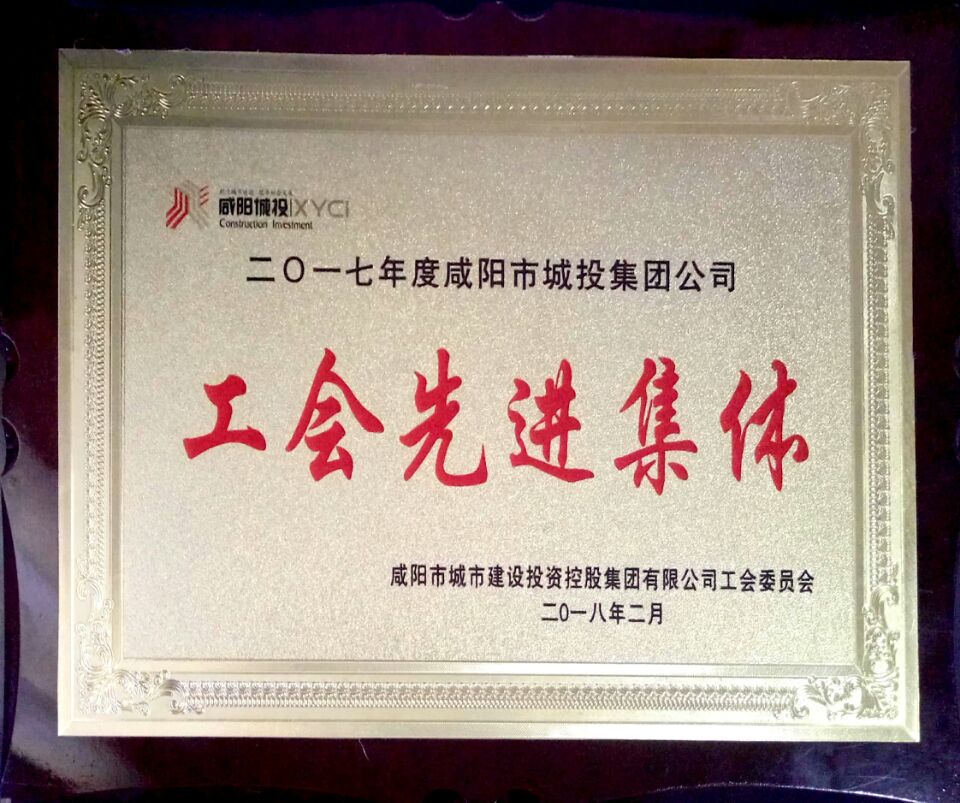 咸阳城投|XYCI
Construction Investment
二〇一七年度咸阳市城投集团公司
工会先进集体
咸阳市城市建设投资控股集团有限公司工会委员会
二〇一八年二月